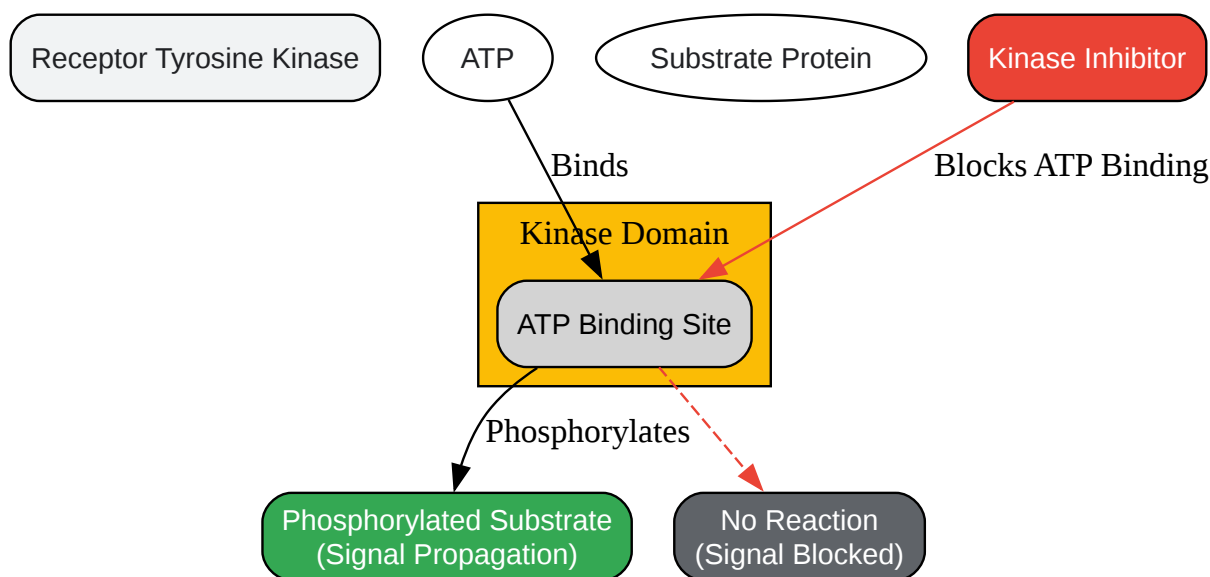 Receptor Tyrosine Kinase
ATP
Substrate Protein
Kinase Inhibitor
Binds
Blocks ATP Binding
Kinase Domain
ATP Binding Site
Phosphorylates
Phosphorylated Substrate
(Signal Propagation)
No Reaction
(Signal Blocked)